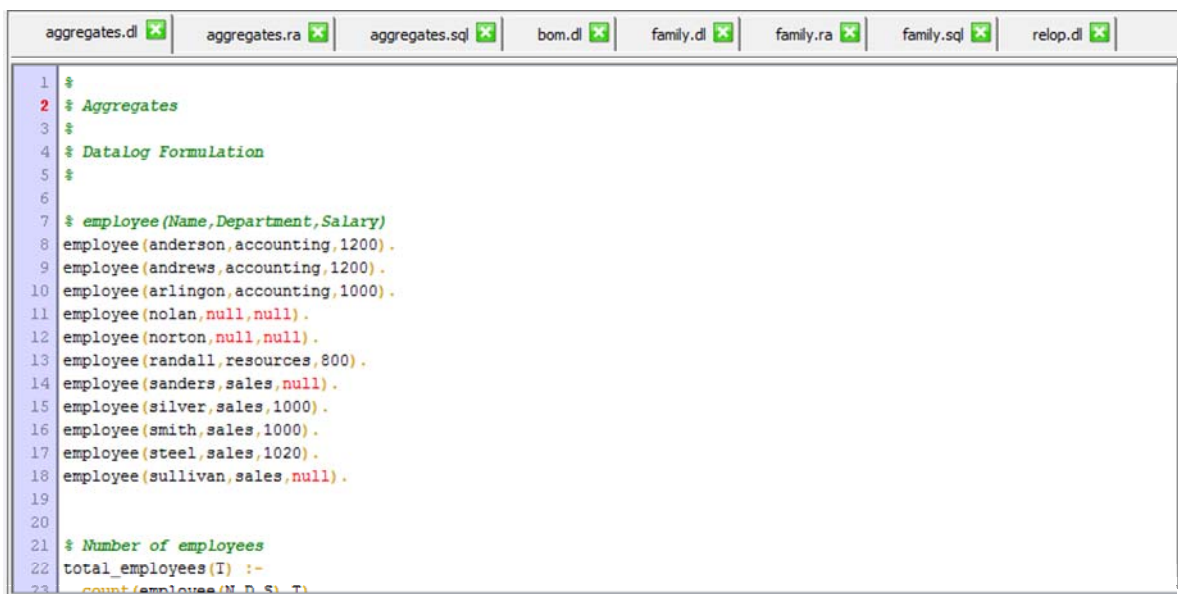 aggregates.dl aggregates.ra aggregates.sql bom.dl family.dl family.ra family.sql relop.dl
1 %
2 % Aggregates
3 %
4 % Datalog Formulation
5 %
6
7 % employee(Name,Department,Salary)
8 employee(anderson,accounting,1200).
9 employee(andrews,accounting,1200).
10 employee(arlingon,accounting,1000).
11 employee(nolan,null,null).
12 employee(norton,null,null).
13 employee(randall,resources,800).
14 employee(sanders,sales,null).
15 employee(silver,sales,1000).
16 employee(smith,sales,1000).
17 employee(steel,sales,1020).
18 employee(sullivan,sales,null).
19
20
21 % Number of employees
22 total_employees(T) :-
23 count(employee(N,D,S),T)